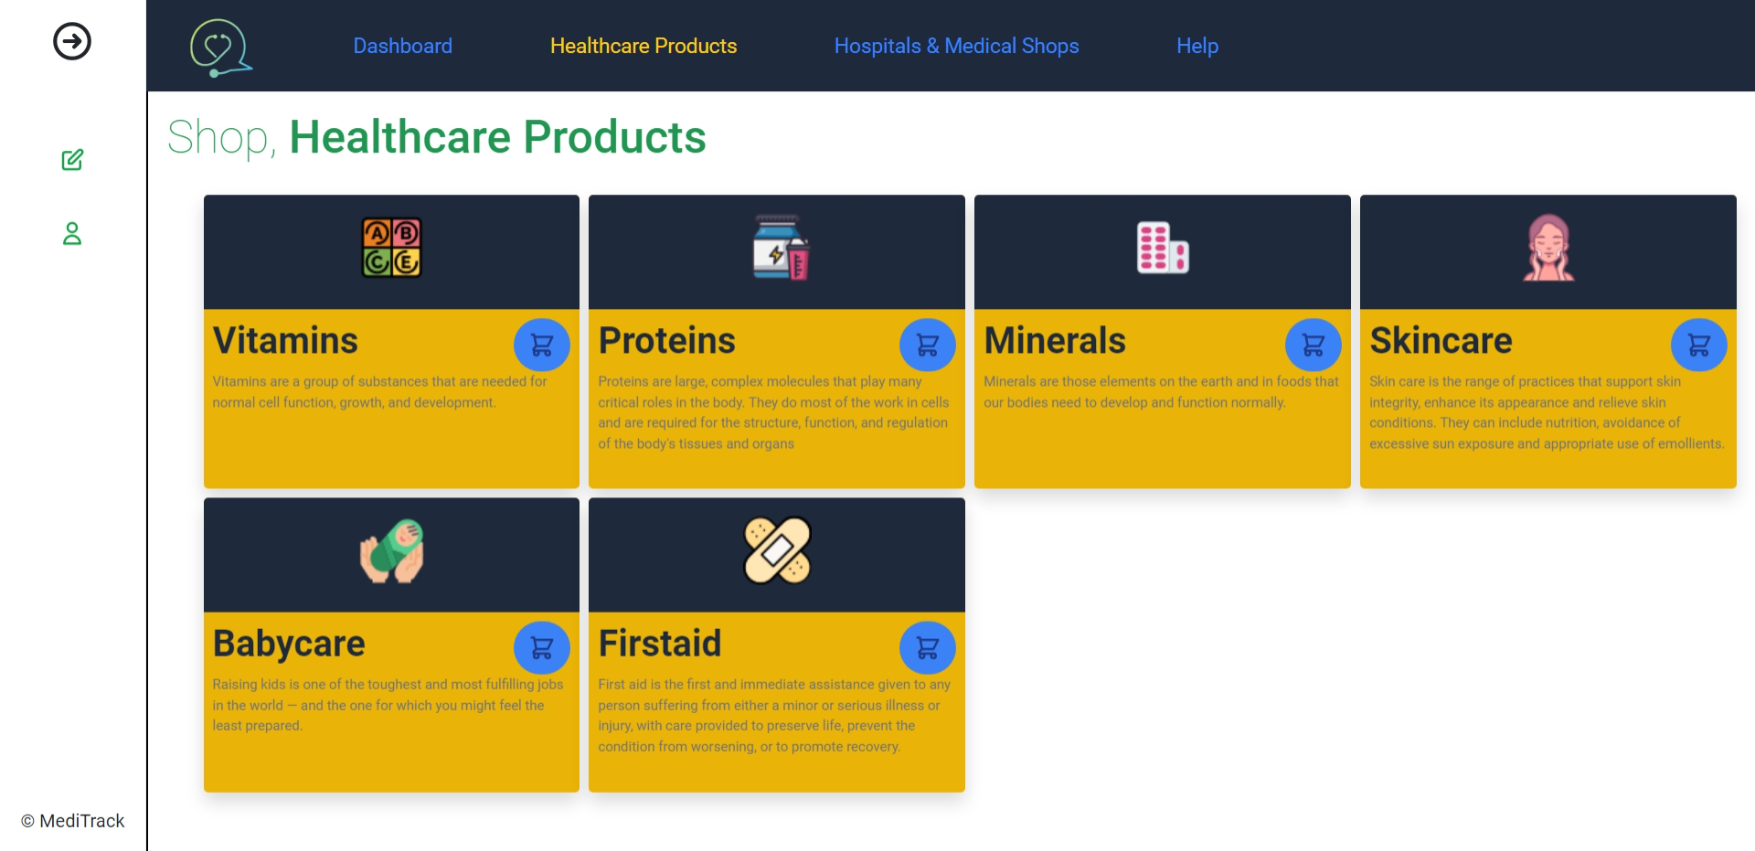 Dashboard
Healthcare Products
Hospitals & Medical Shops
Help
Shop, Healthcare Products
A B
C E
Vitamins
Vitamins are a group of substances that are needed for
normal cell function, growth, and development.
Proteins
Proteins are large, complex molecules that play many
critical roles in the body. They do most of the work in cells
and are required for the structure, function, and regulation
of the body's tissues and organs
Minerals
Minerals are those elements on the earth and in foods that
our bodies need to develop and function normally.
Skincare
Skin care is the range of practices that support skin
integrity, enhance its appearance and relieve skin
conditions. They can include nutrition, avoidance of
excessive sun exposure and appropriate use of emollients.
Babycare
Raising kids is one of the toughest and most fulfilling jobs
in the world — and the one for which you might feel the
least prepared.
Firstaid
First aid is the first and immediate assistance given to any
person suffering from either a minor or serious illness or
injury, with care provided to preserve life, prevent the
condition from worsening, or to promote recovery.
© MediTrack